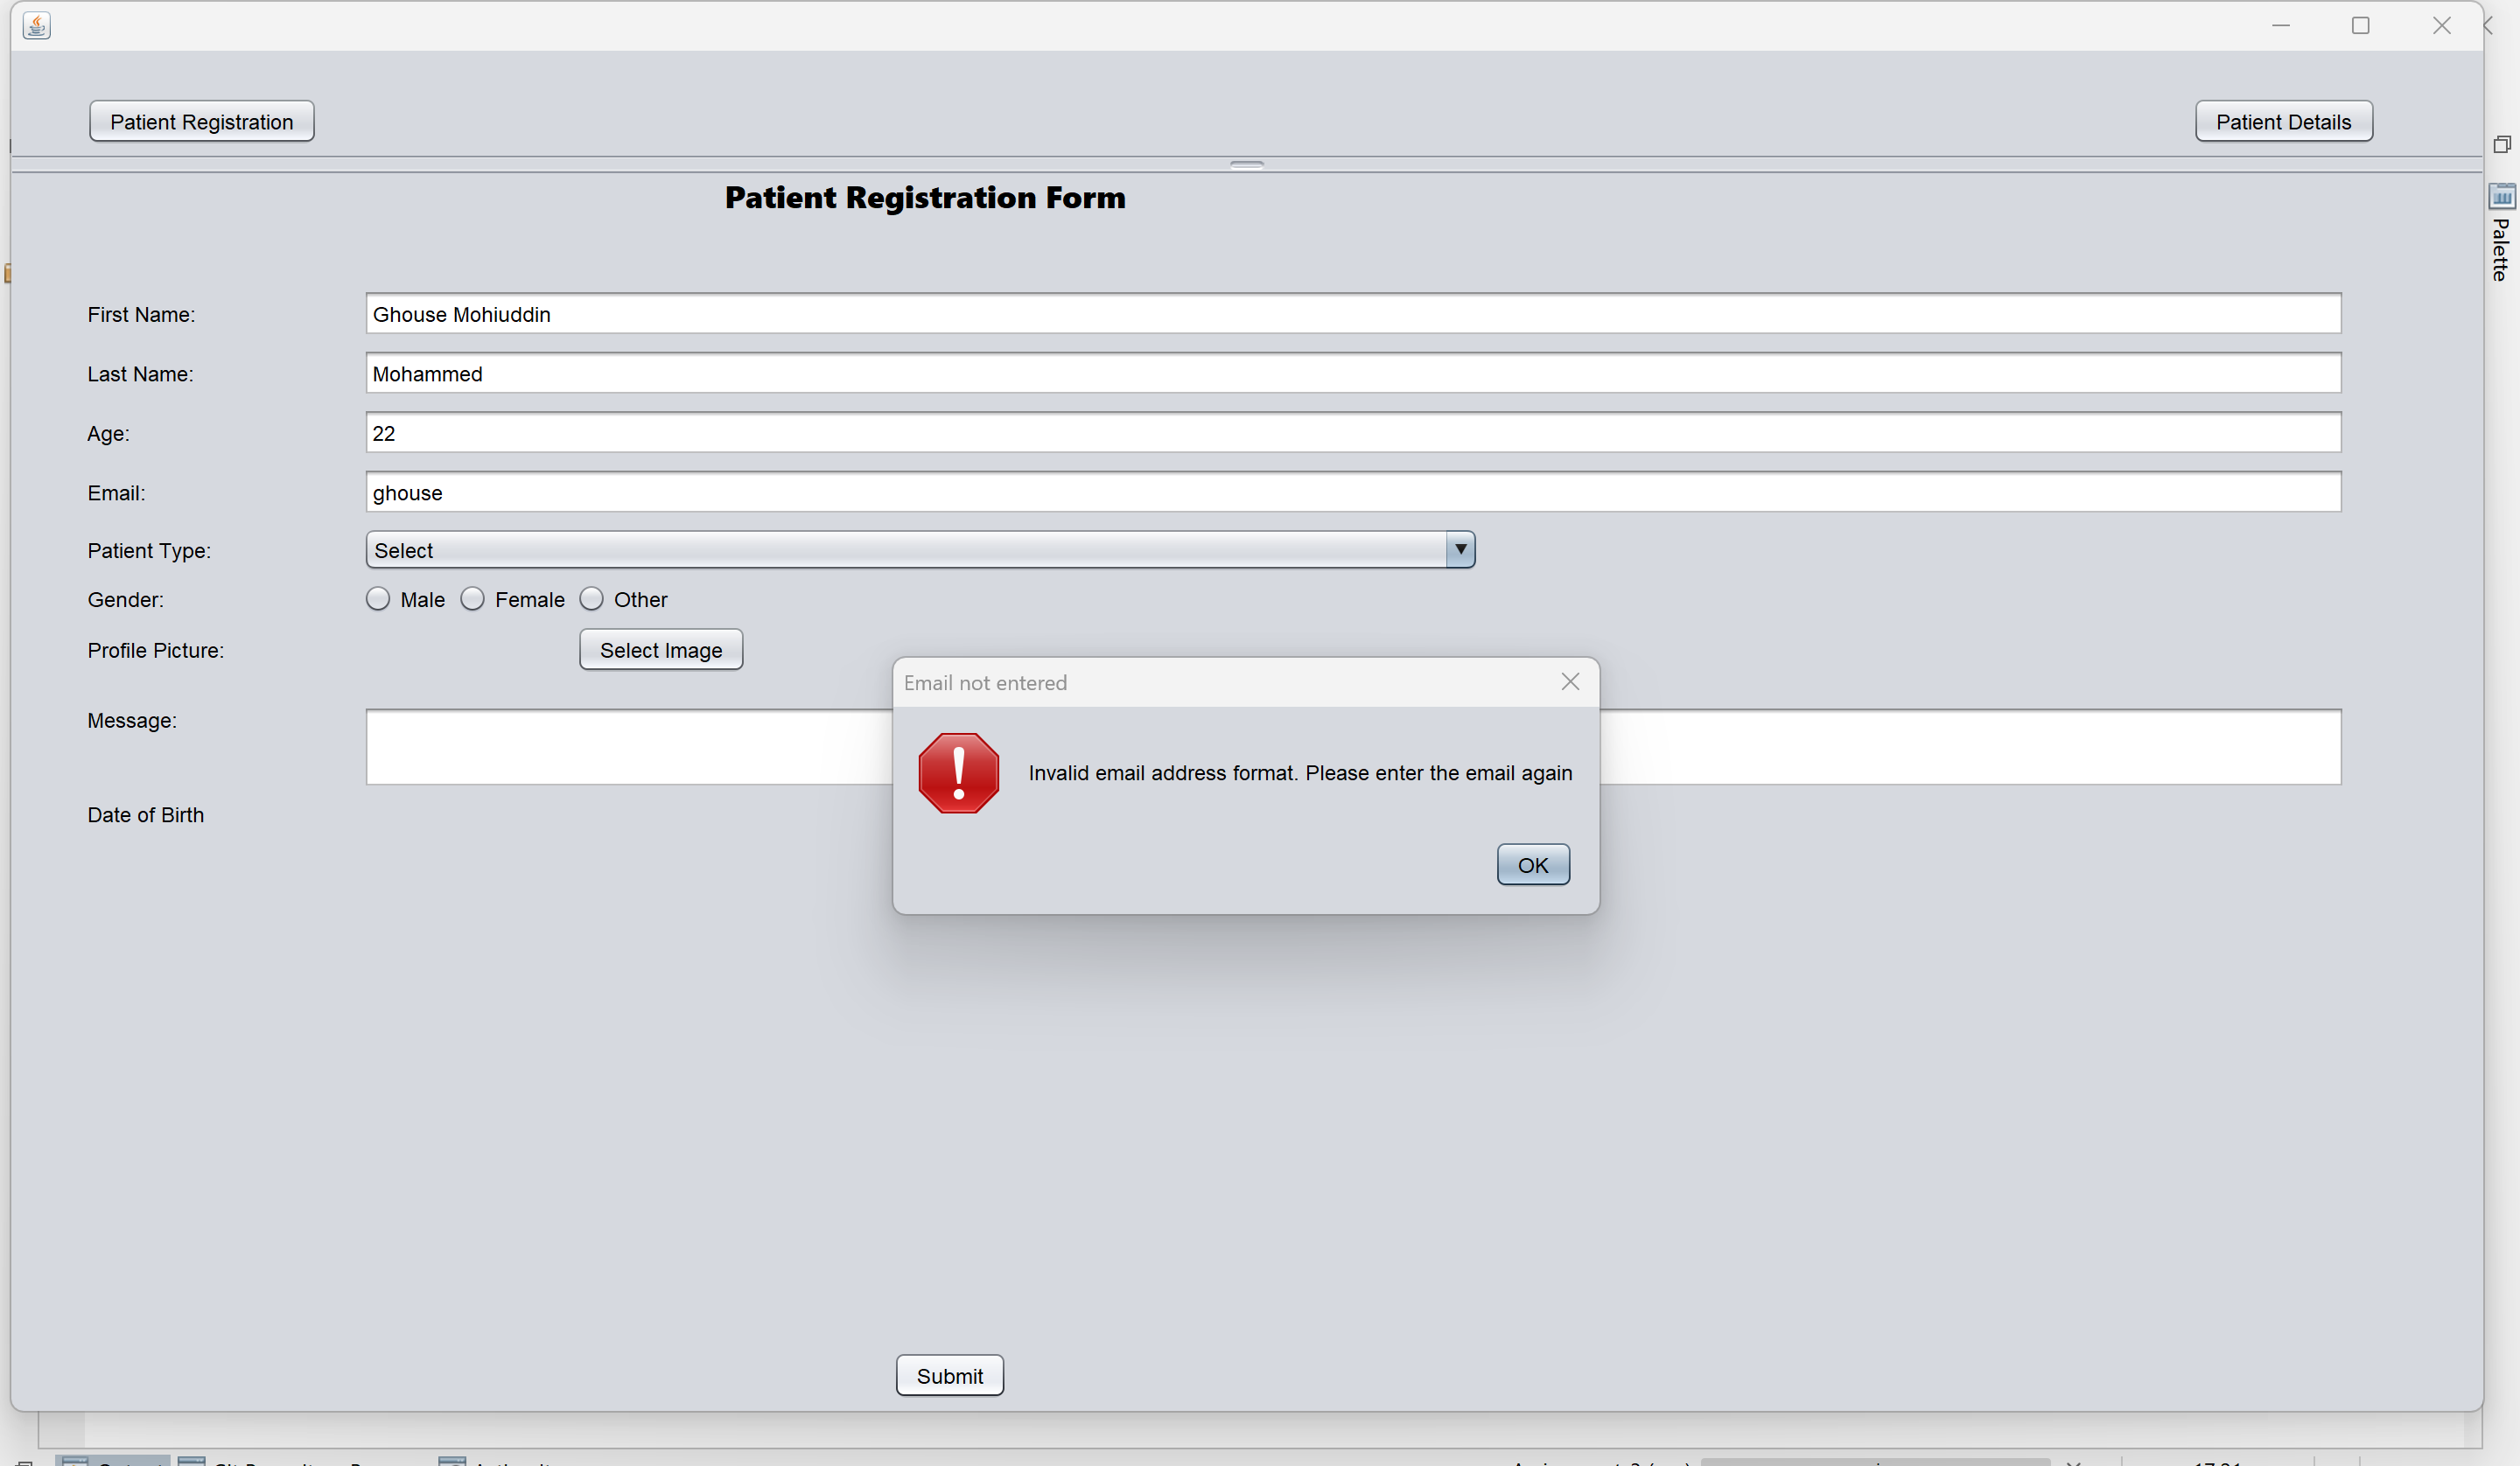 Patient Registration
Patient Details
Palette
Patient Registration Form
First Name:
Ghouse Mohiuddin
Last Name:
Mohammed
Age:
22
Email:
ghouse
Patient Type:
Select
Gender:
Male
Female
Other
Profile Picture:
Select Image
Email not entered
Message:
Invalid email address format. Please enter the email again
Date of Birth
OK
Submit